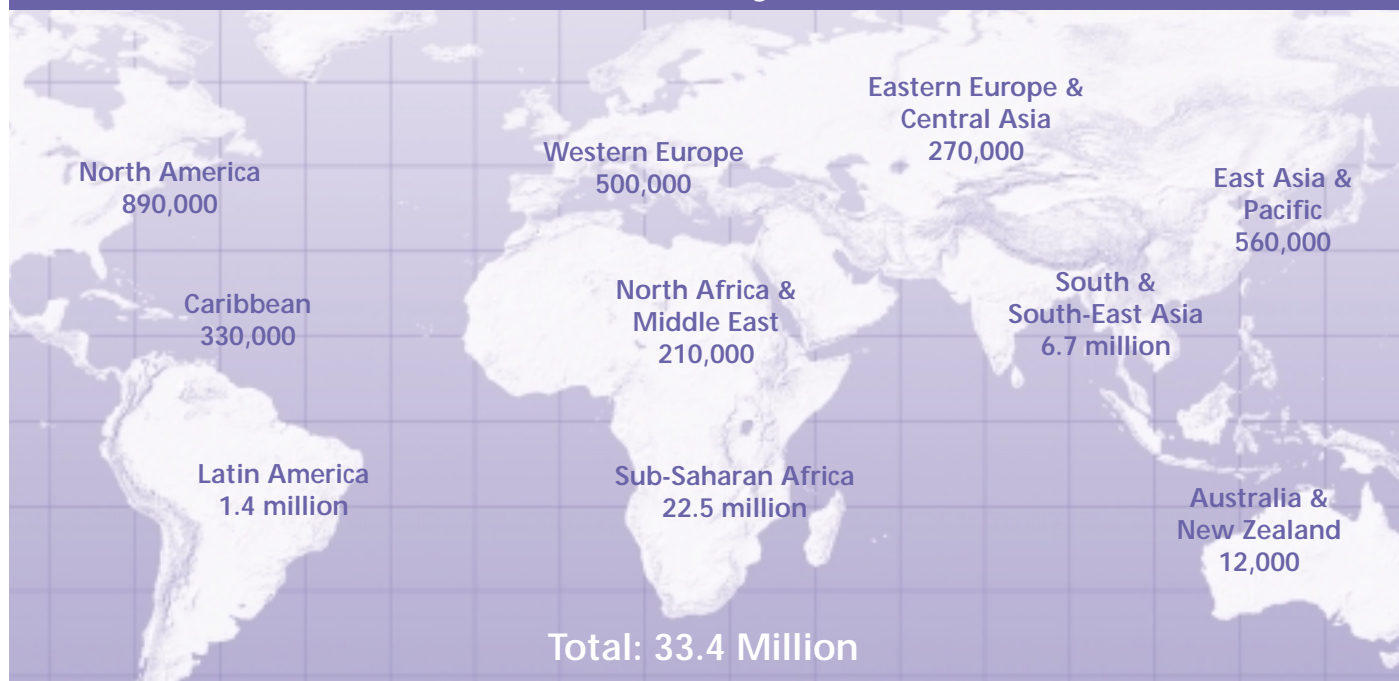 North America
890,000
Caribbean
330,000
Latin America
1.4 million
Western Europe
500,000
North Africa &
Middle East
210,000
Sub-Saharan Africa
22.5 million
Eastern Europe &
Central Asia
270,000
East Asia &
Pacific
560,000
South &
South-East Asia
6.7 million
Australia &
New Zealand
12,000
Total: 33.4 Million